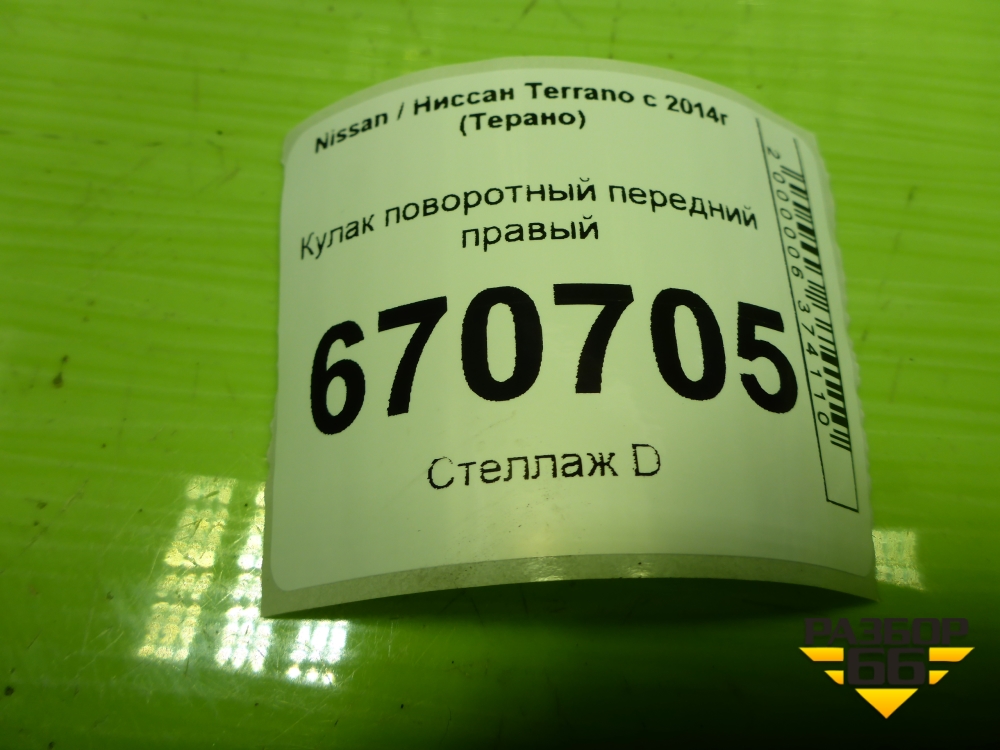 Nissan / Ниссан Terrano с 2014г
(Терано)
Кулак поворотный передний
правый
670705
Стеллаж D
2000006374110
РАЗБОР
66